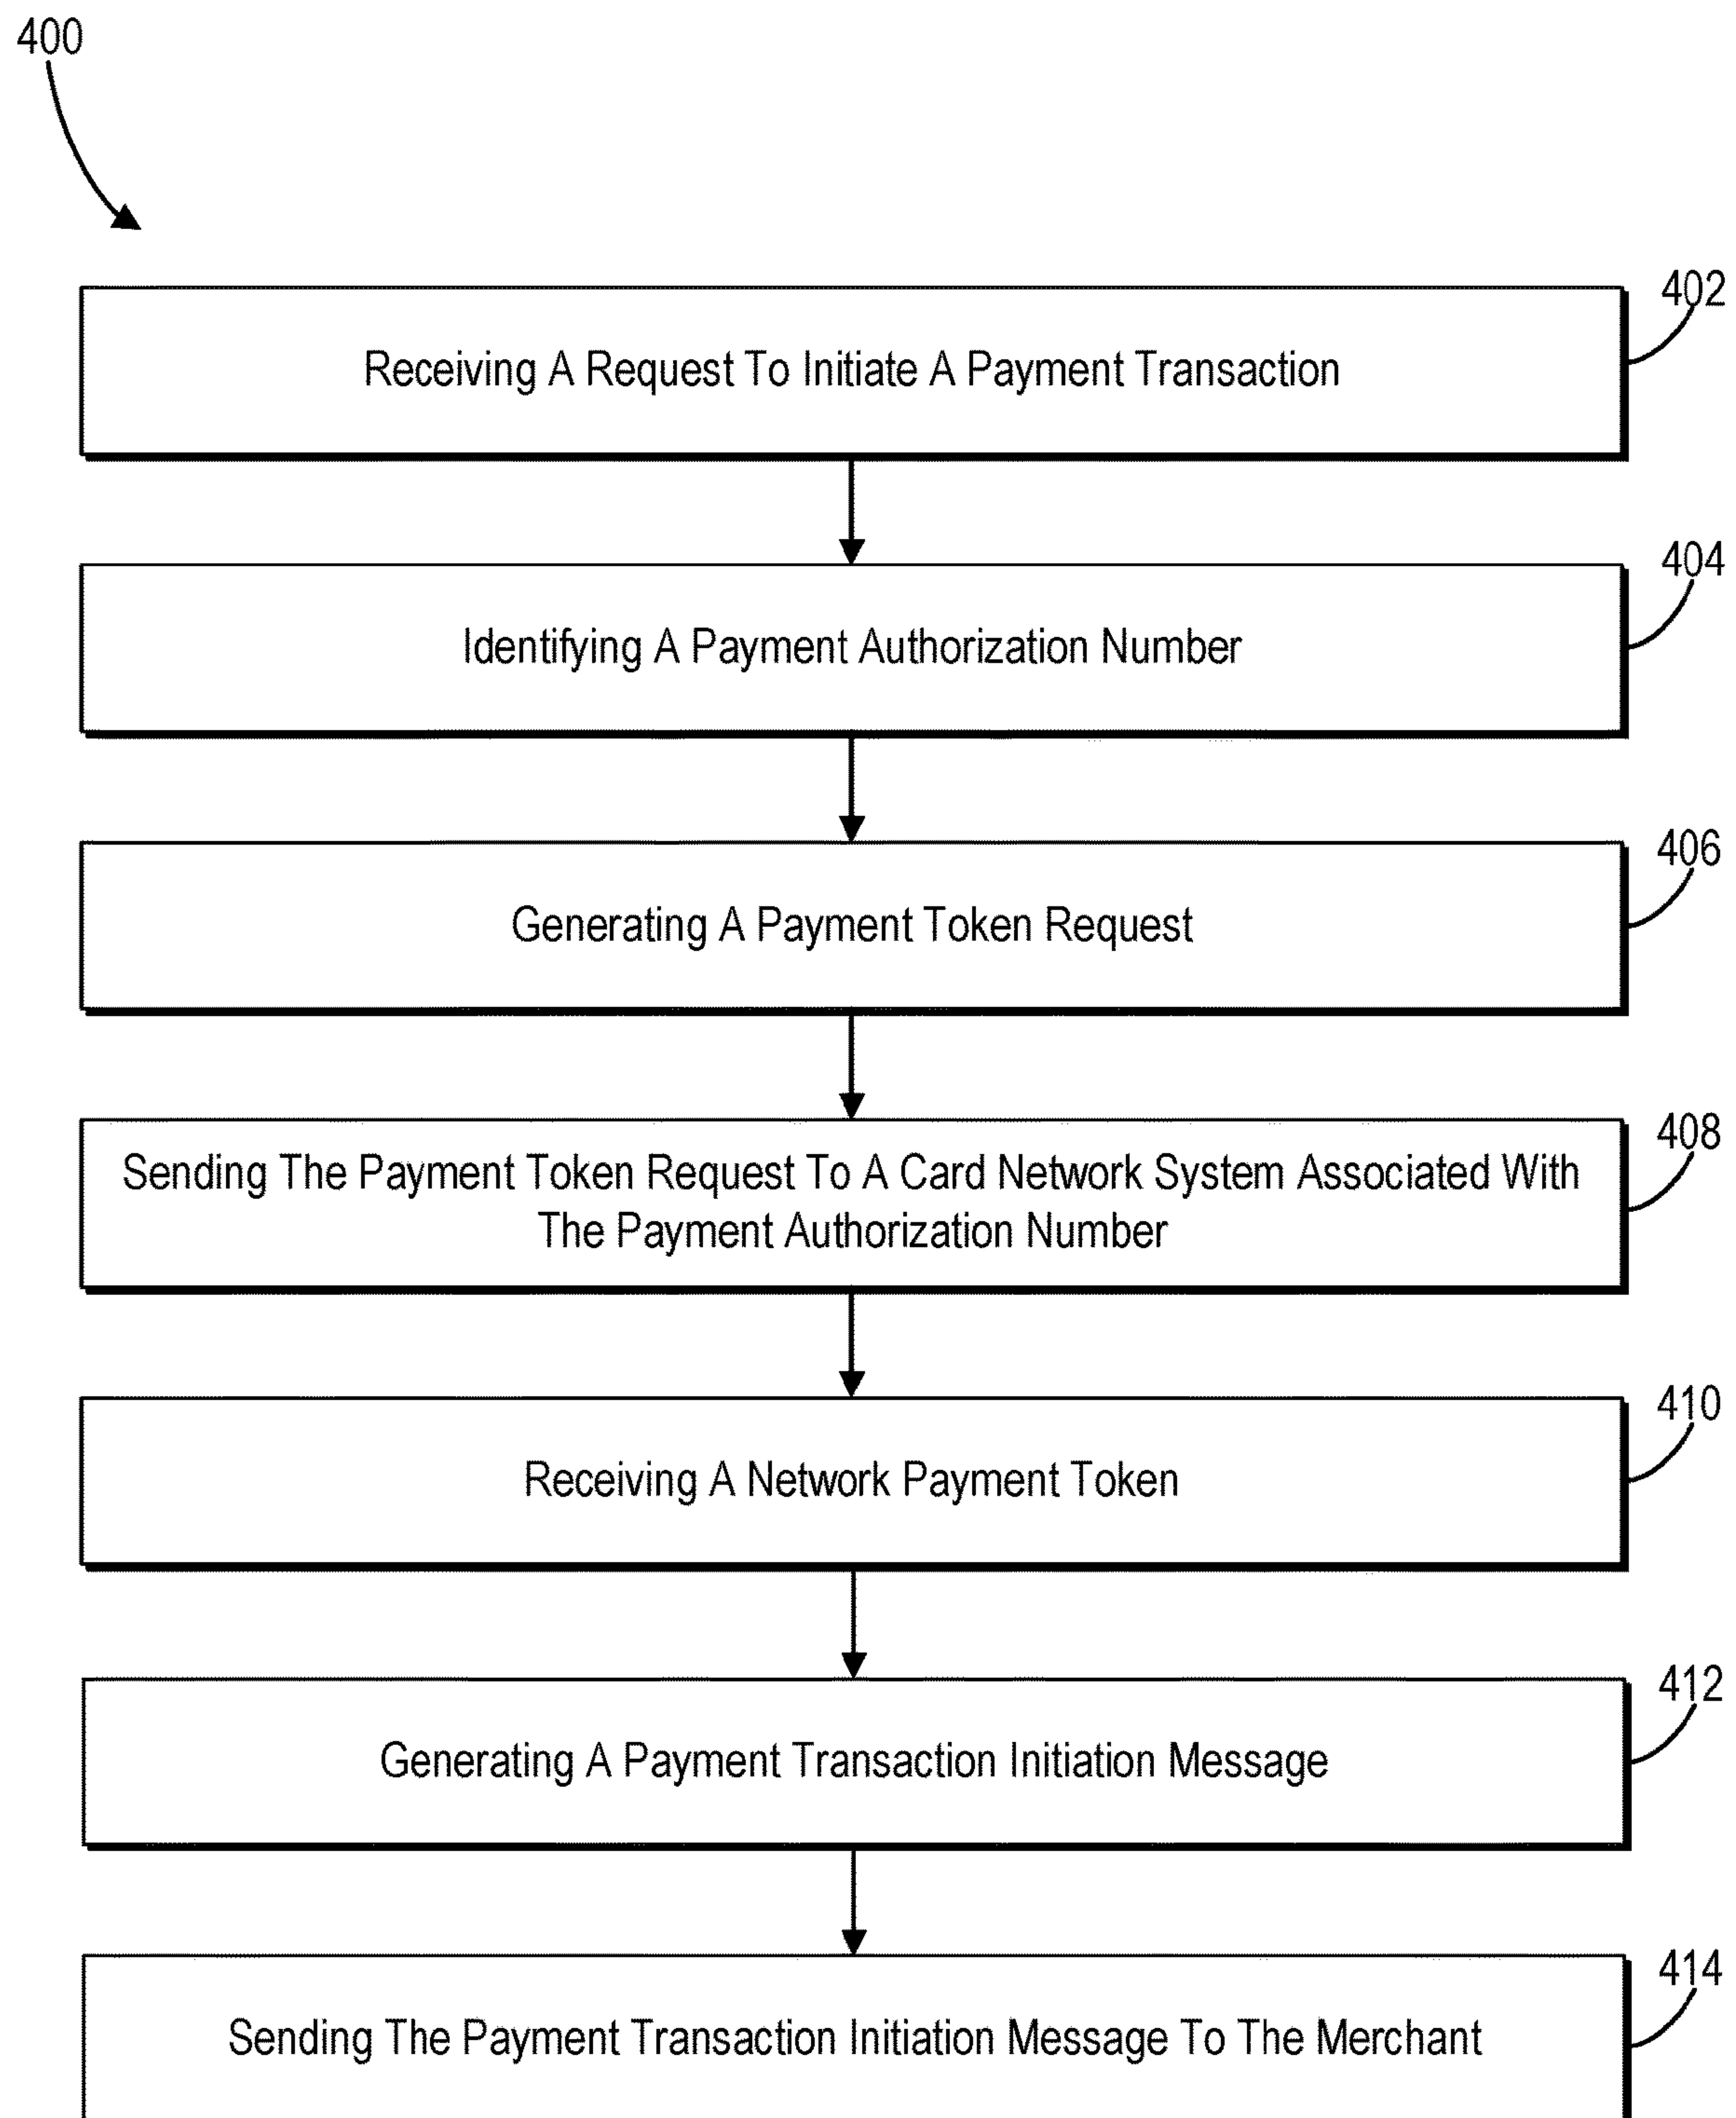 400
402
Receiving A Request To Initiate A Payment Transaction
404
Identifying A Payment Authorization Number
406
Generating A Payment Token Request
408
Sending The Payment Token Request To A Card Network System Associated With
The Payment Authorization Number
410
Receiving A Network Payment Token
412
Generating A Payment Transaction Initiation Message
414
Sending The Payment Transaction Initiation Message To The Merchant